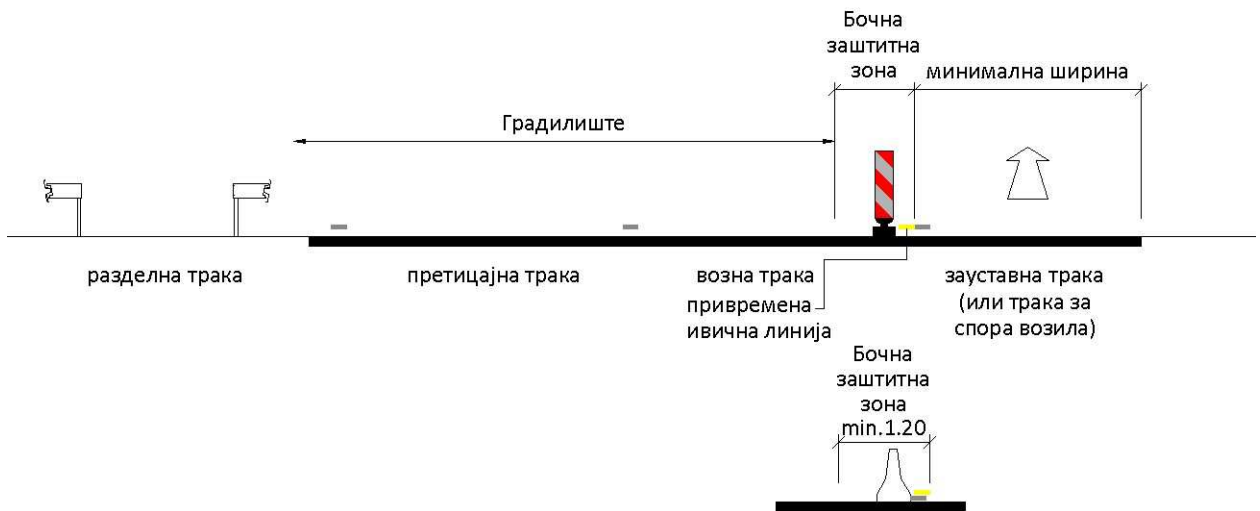 Бочна
заштитна
зона
минимална ширина
Градилиште
разделна трака
претицајна трака
возна трака
зауставна трака
(или трака за
спора возила)
привремена
ивична линија
Бочна
заштитна
зона
min.1.20